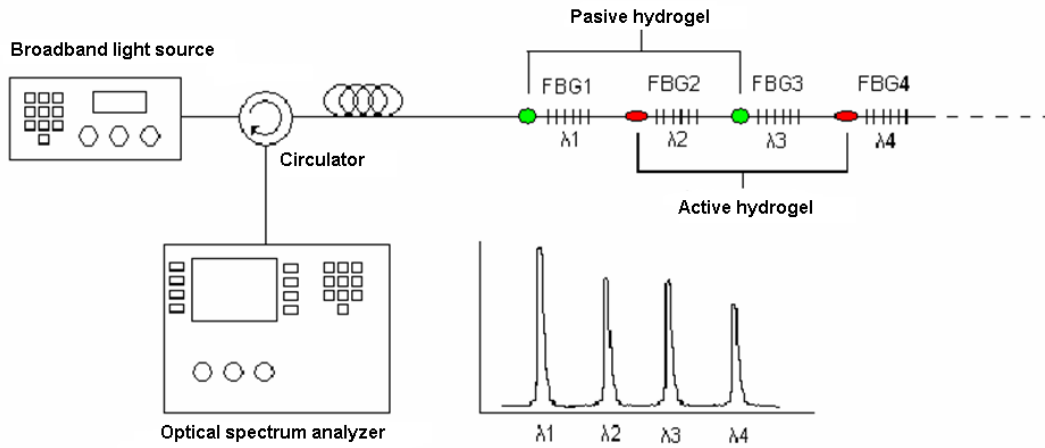 Pasive hydrogel
Broadband light source
FBG1 FBG2 FBG3 FBG4
λ1 λ2 λ3 λ4
Circulator
Active hydrogel
Optical spectrum analyzer
λ1 λ2 λ3 λ4